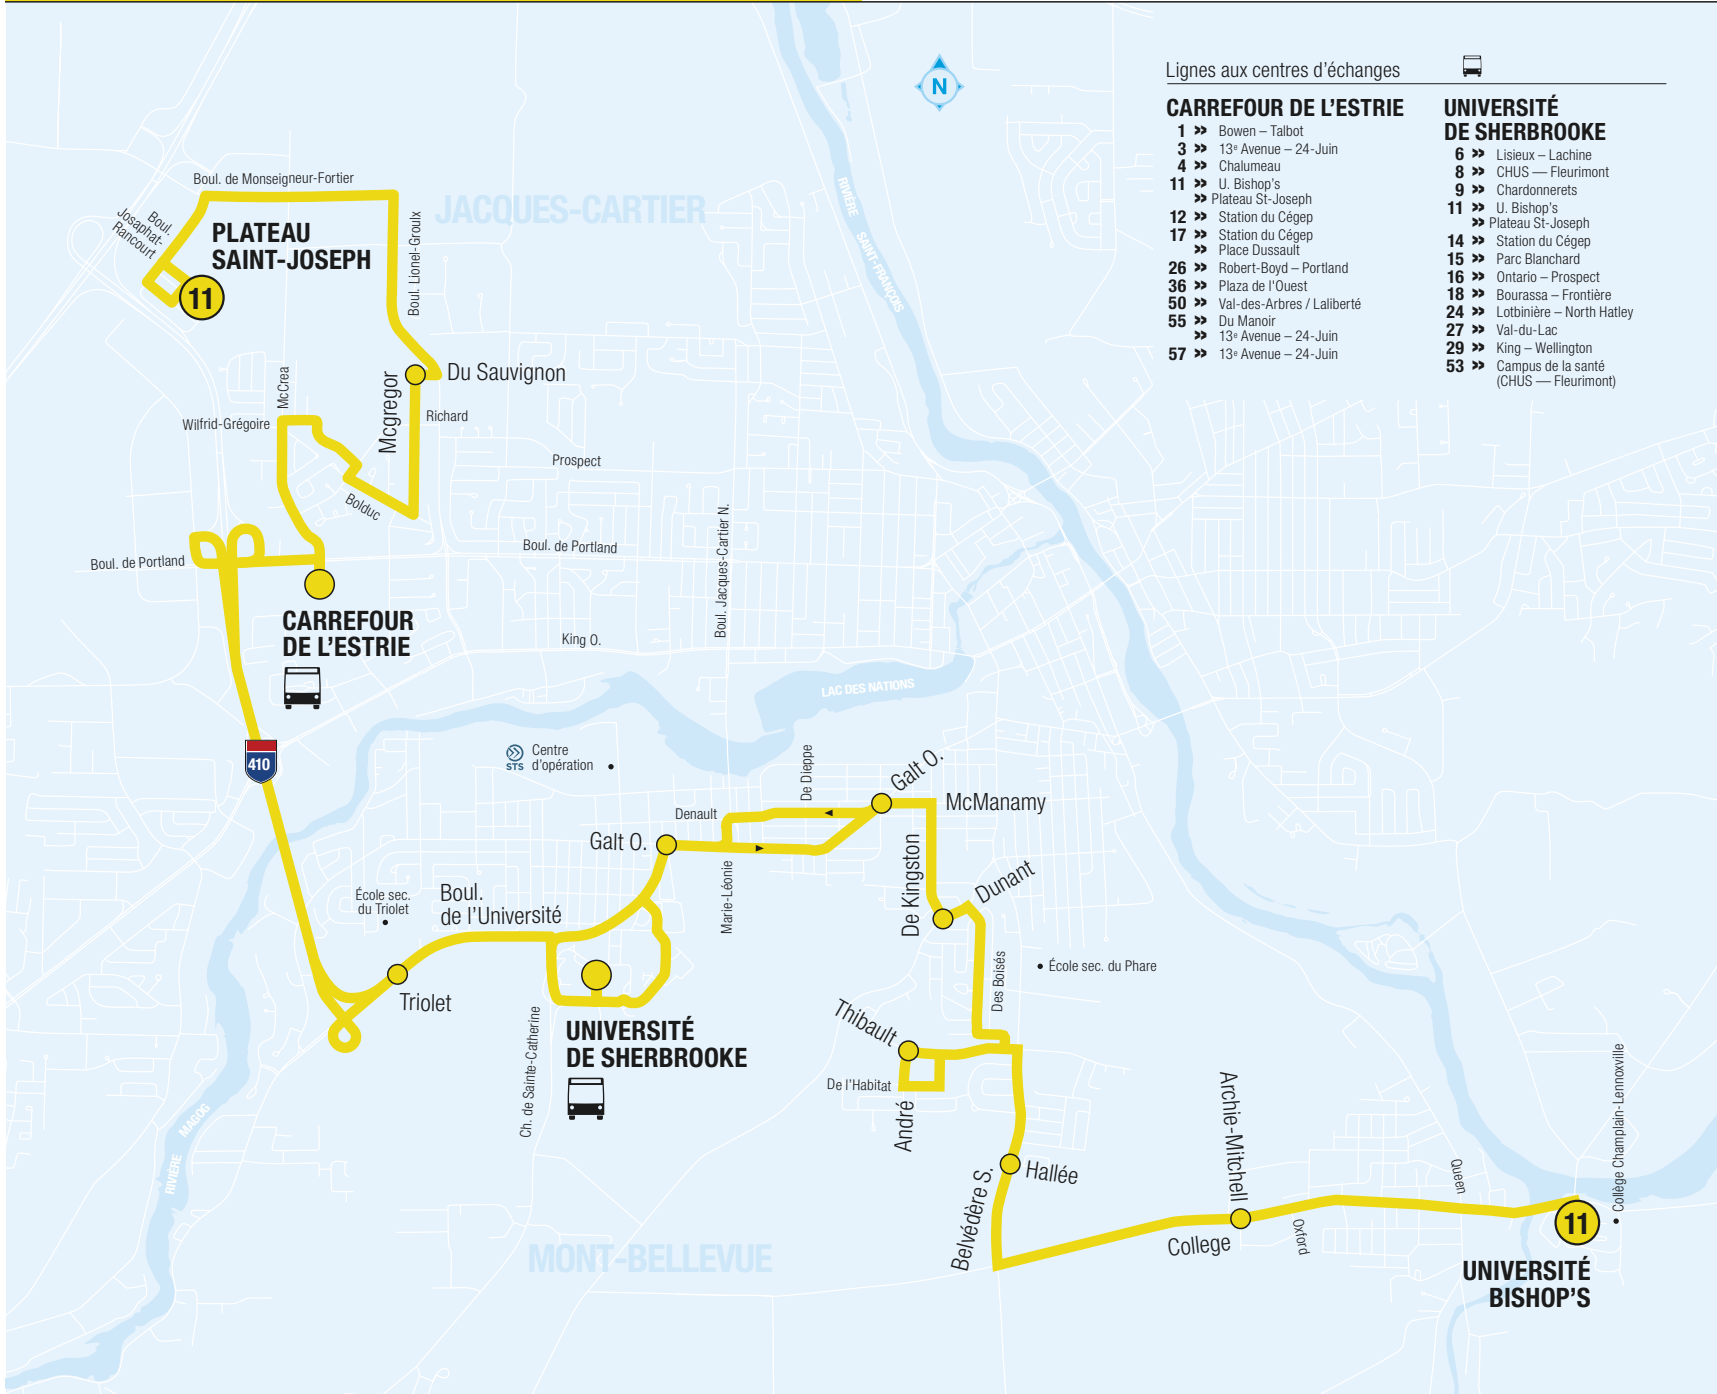 Lignes aux centres d'échanges
CARREFOUR DE L'ESTRIE
1 » Bowen – Talbot
3 » 13e Avenue – 24-Juin
4 » Chalumeau
11 » U. Bishop's
» Plateau St-Joseph
12 » Station du Cégep
17 » Station du Cégep
» Place Dussault
26 » Robert-Boyd – Portland
36 » Plaza de l'Ouest
50 » Val-des-Arbres / Laliberté
55 » Du Manoir
» 13e Avenue – 24-Juin
57 » 13e Avenue – 24-Juin
UNIVERSITÉ
DE SHERBROOKE
6 » Lisieux – Lachine
8 » CHUS — Fleurimont
9 » Chardonnerets
11 » U. Bishop's
» Plateau St-Joseph
14 » Station du Cégep
15 » Parc Blanchard
16 » Ontario – Prospect
18 » Bourassa – Frontière
24 » Lotbinière – North Hatley
27 » Val-du-Lac
29 » King – Wellington
53 » Campus de la santé
(CHUS — Fleurimont)
N
RIVIÈRE
SAINT-FRANÇOIS
JACQUES-CARTIER
Boul. de Monseigneur-Fortier
Boul.
Josaphat-
Rancourt
PLATEAU
SAINT-JOSEPH
11
Boul. Lionel-Groulx
Du Sauvignon
Mcgregor
Richard
McCrea
Wilfrid-Grégoire
Prospect
Bolduc
Boul. de Portland
Boul. de Portland
Boul. Jacques-Cartier N.
CARREFOUR
DE L'ESTRIE
King O.
LAC DES NATIONS
410
STS
Centre
d'opération
De Dieppe
Galt O.
McManamy
Denault
Galt O.
Marie-Léonie
De Kingston
Dunant
École sec.
du Triolet
Boul.
de l'Université
Triolet
Des Boisés
École sec. du Phare
UNIVERSITÉ
DE SHERBROOKE
Ch. de Sainte-Catherine
Thibault
De l'Habitat
André
RIVIÈRE
MAGOG
Hallée
Belvédère S.
Archie-Mitchell
College
Oxford
Queen
Collège Champlain-Lennoxville
11
UNIVERSITÉ
BISHOP'S
MONT-BELLEVUE